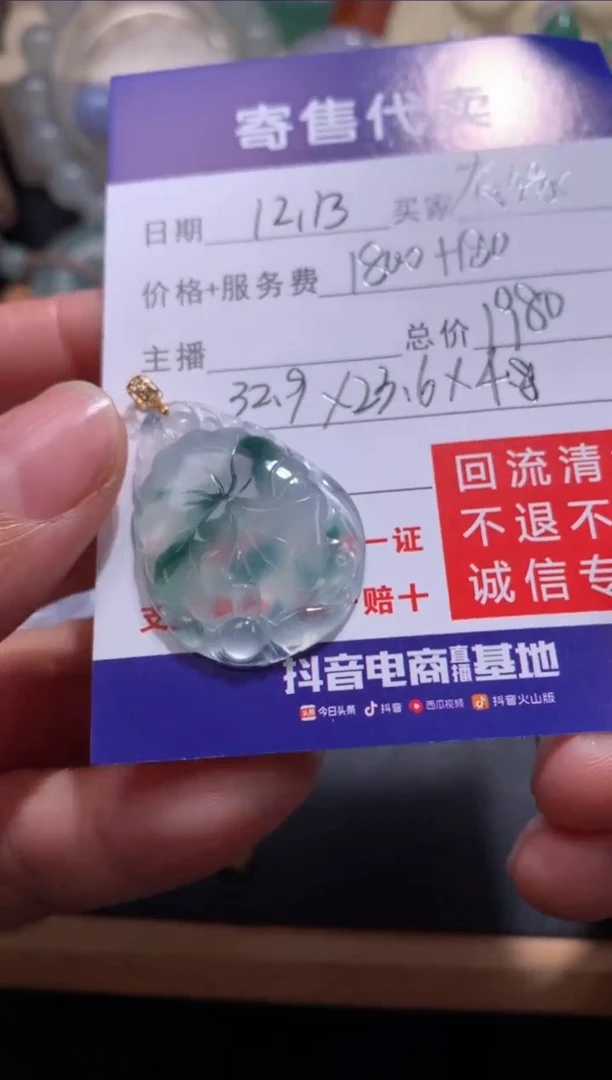 寄售代卖
日期 12.13 买家
价格+服务费 1800+180
主播 总价 1980
32.9×23.6×4.8
回流清
一证 不退不
支 赔十 诚信专
抖音电商直播基地
头条 今日头条 抖音 西瓜视频 抖音火山版